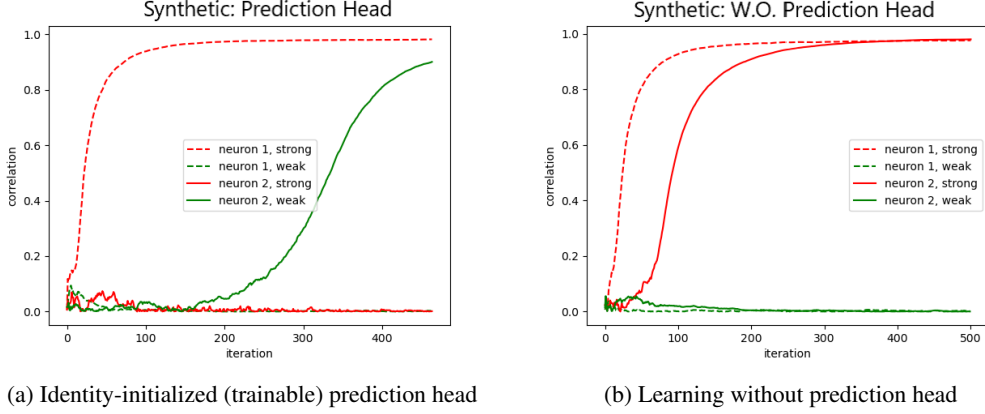 Synthetic: Prediction Head
1.0
0.8
0.6
0.4
0.2
0.0
correlation
neuron 1, strong
neuron 1, weak
neuron 2, strong
neuron 2, weak
0
100
200
300
400
iteration
(a) Identity-initialized (trainable) prediction head
Synthetic: W.O. Prediction Head
1.0
0.8
0.6
0.4
0.2
0.0
correlation
neuron 1, strong
neuron 1, weak
neuron 2, strong
neuron 2, weak
0
100
200
300
400
500
iteration
(b) Learning without prediction head